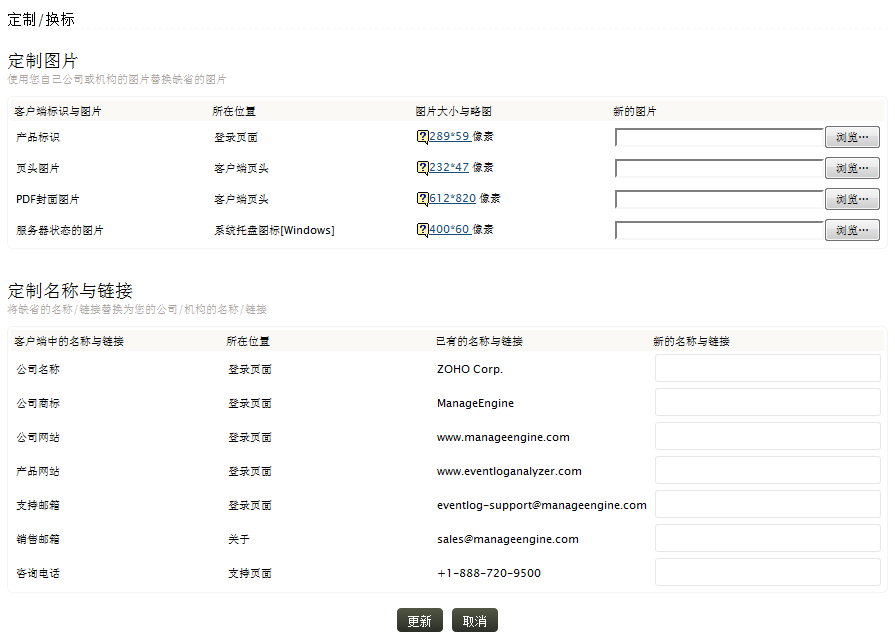 定制/换标
定制图片
使用您自己公司或机构的图片替换缺省的图片
客户端标识与图片 所在位置 图片大小与略图 新的图片
产品标识 登录页面 ?289*59 像素 浏览…
页头图片 客户端页头 ?232*47 像素 浏览…
PDF封面图片 客户端页头 ?612*820 像素 浏览…
服务器状态的图片 系统托盘图标[Windows] ?400*60 像素 浏览…
定制名称与链接
将缺省的名称/链接替换为您的公司/机构的名称/链接
客户端中的名称与链接 所在位置 已有的名称与链接 新的名称与链接
公司名称 登录页面 ZOHO Corp.
公司商标 登录页面 ManageEngine
公司网站 登录页面 www.manageengine.com
产品网站 登录页面 www.eventloganalyzer.com
支持邮箱 登录页面 eventlog-support@manageengine.com
销售邮箱 关于 sales@manageengine.com
咨询电话 支持页面 +1-888-720-9500
更新 取消